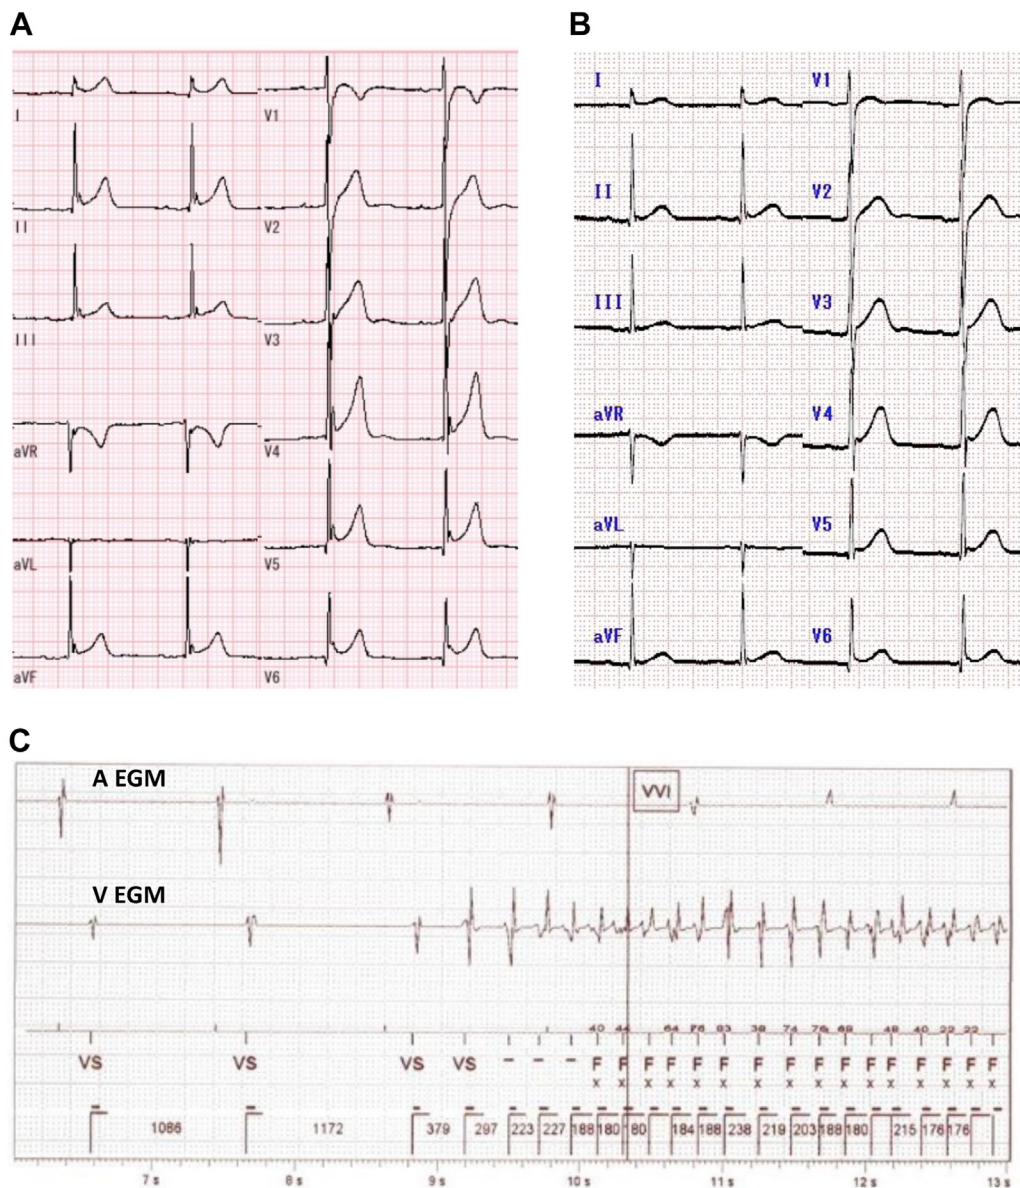 A
B
I
V1
II
V2
III
V3
aVR
V4
aVL
V5
aVF
V6
I
V1
II
V2
III
V3
aVR
V4
aVL
V5
aVF
V6
C
A EGM
VVI
V EGM
40 44 64 76 83 38 74 76 68 48 40 22 22
VS VS VS VS – – – F F F F F F F F F F F F F F F
x x x x x x x x x x x x x x x
1086 1172 379 297 223 227 188 180 180 184 188 238 219 203 188 180 215 176 176
7 s 8 s 9 s 10 s 11 s 12 s 13 s